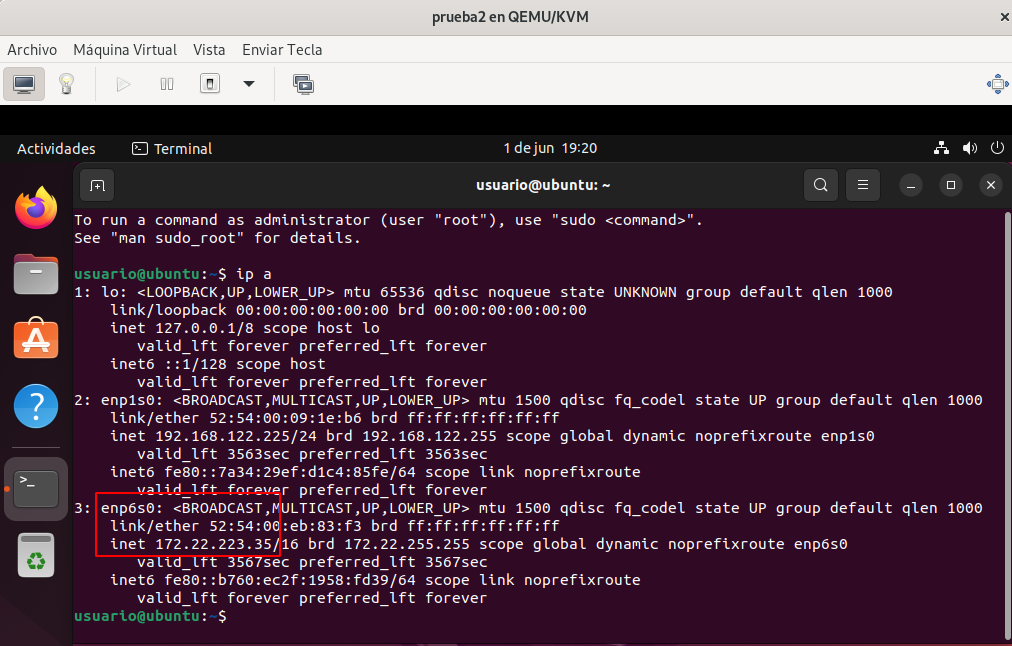 prueba2 en QEMU/KVM
Archivo Máquina Virtual Vista Enviar Tecla
Actividades Terminal 1 de jun 19:20
usuario@ubuntu: ~
To run a command as administrator (user "root"), use "sudo <command>".
See "man sudo_root" for details.
usuario@ubuntu:~$ ip a
1: lo: <LOOPBACK,UP,LOWER_UP> mtu 65536 qdisc noqueue state UNKNOWN group default qlen 1000
link/loopback 00:00:00:00:00:00 brd 00:00:00:00:00:00
inet 127.0.0.1/8 scope host lo
valid_lft forever preferred_lft forever
inet6 ::1/128 scope host
valid_lft forever preferred_lft forever
2: enp1s0: <BROADCAST,MULTICAST,UP,LOWER_UP> mtu 1500 qdisc fq_codel state UP group default qlen 1000
link/ether 52:54:00:09:1e:b6 brd ff:ff:ff:ff:ff:ff
inet 192.168.122.225/24 brd 192.168.122.255 scope global dynamic noprefixroute enp1s0
valid_lft 3563sec preferred_lft 3563sec
inet6 fe80::7a34:29ef:d1c4:85fe/64 scope link noprefixroute
valid_lft forever preferred_lft forever
3: enp6s0: <BROADCAST,MULTICAST,UP,LOWER_UP> mtu 1500 qdisc fq_codel state UP group default qlen 1000
link/ether 52:54:00:eb:83:f3 brd ff:ff:ff:ff:ff:ff
inet 172.22.223.35/16 brd 172.22.255.255 scope global dynamic noprefixroute enp6s0
valid_lft 3567sec preferred_lft 3567sec
inet6 fe80::b760:ec2f:1958:fd39/64 scope link noprefixroute
valid_lft forever preferred_lft forever
usuario@ubuntu:~$